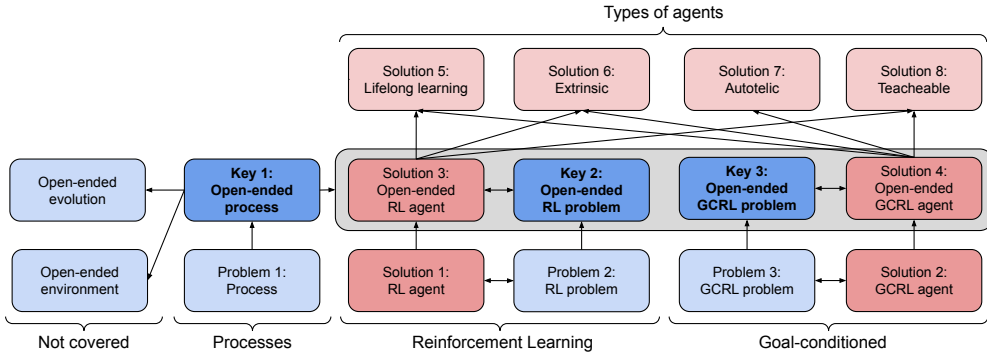 Types of agents
Solution 5:
Lifelong learning
Solution 6:
Extrinsic
Solution 7:
Autotelic
Solution 8:
Teacheable
Open-ended
evolution
Key 1:
Open-ended
process
Solution 3:
Open-ended
RL agent
Key 2:
Open-ended
RL problem
Key 3:
Open-ended
GCRL problem
Solution 4:
Open-ended
GCRL agent
Open-ended
environment
Problem 1:
Process
Solution 1:
RL agent
Problem 2:
RL problem
Problem 3:
GCRL problem
Solution 2:
GCRL agent
Not covered
Processes
Reinforcement Learning
Goal-conditioned